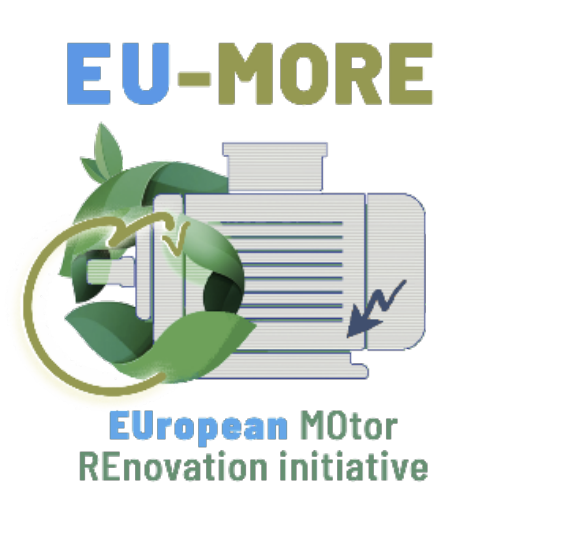 EU-MORE
EUropean MOtor
REnovation initiative